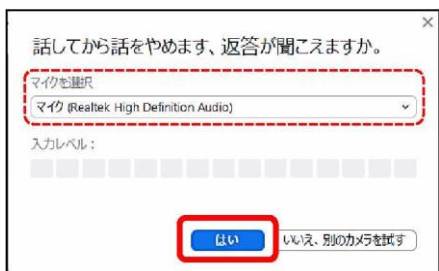 話してから話をやめます、返答が聞こえますか。
マイクを選択
マイク (Realtek High Definition Audio)
入力レベル：
はい
いいえ、別のカメラを試す